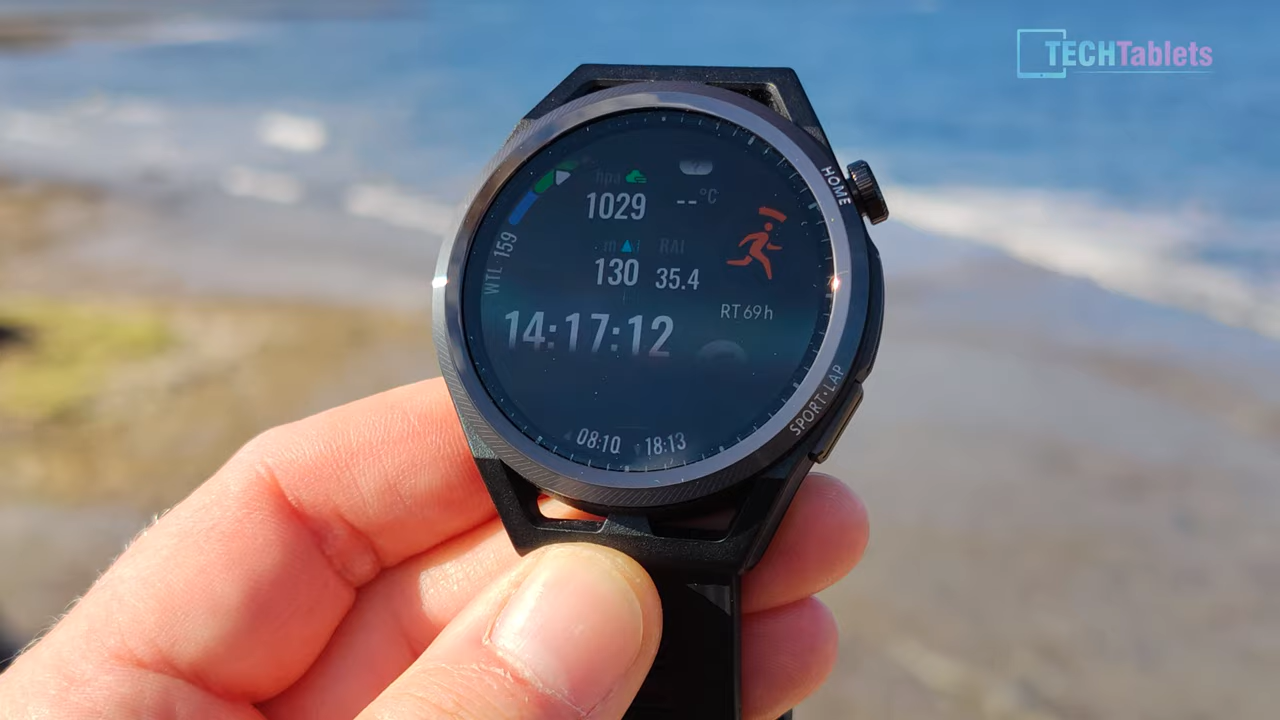 TECHTablets
HOME
hpa
?
1029
--°C
m RAI
130 35.4
WTL 159
RT 69h
14:17:12
SPORT·LAP
08:10 18:13